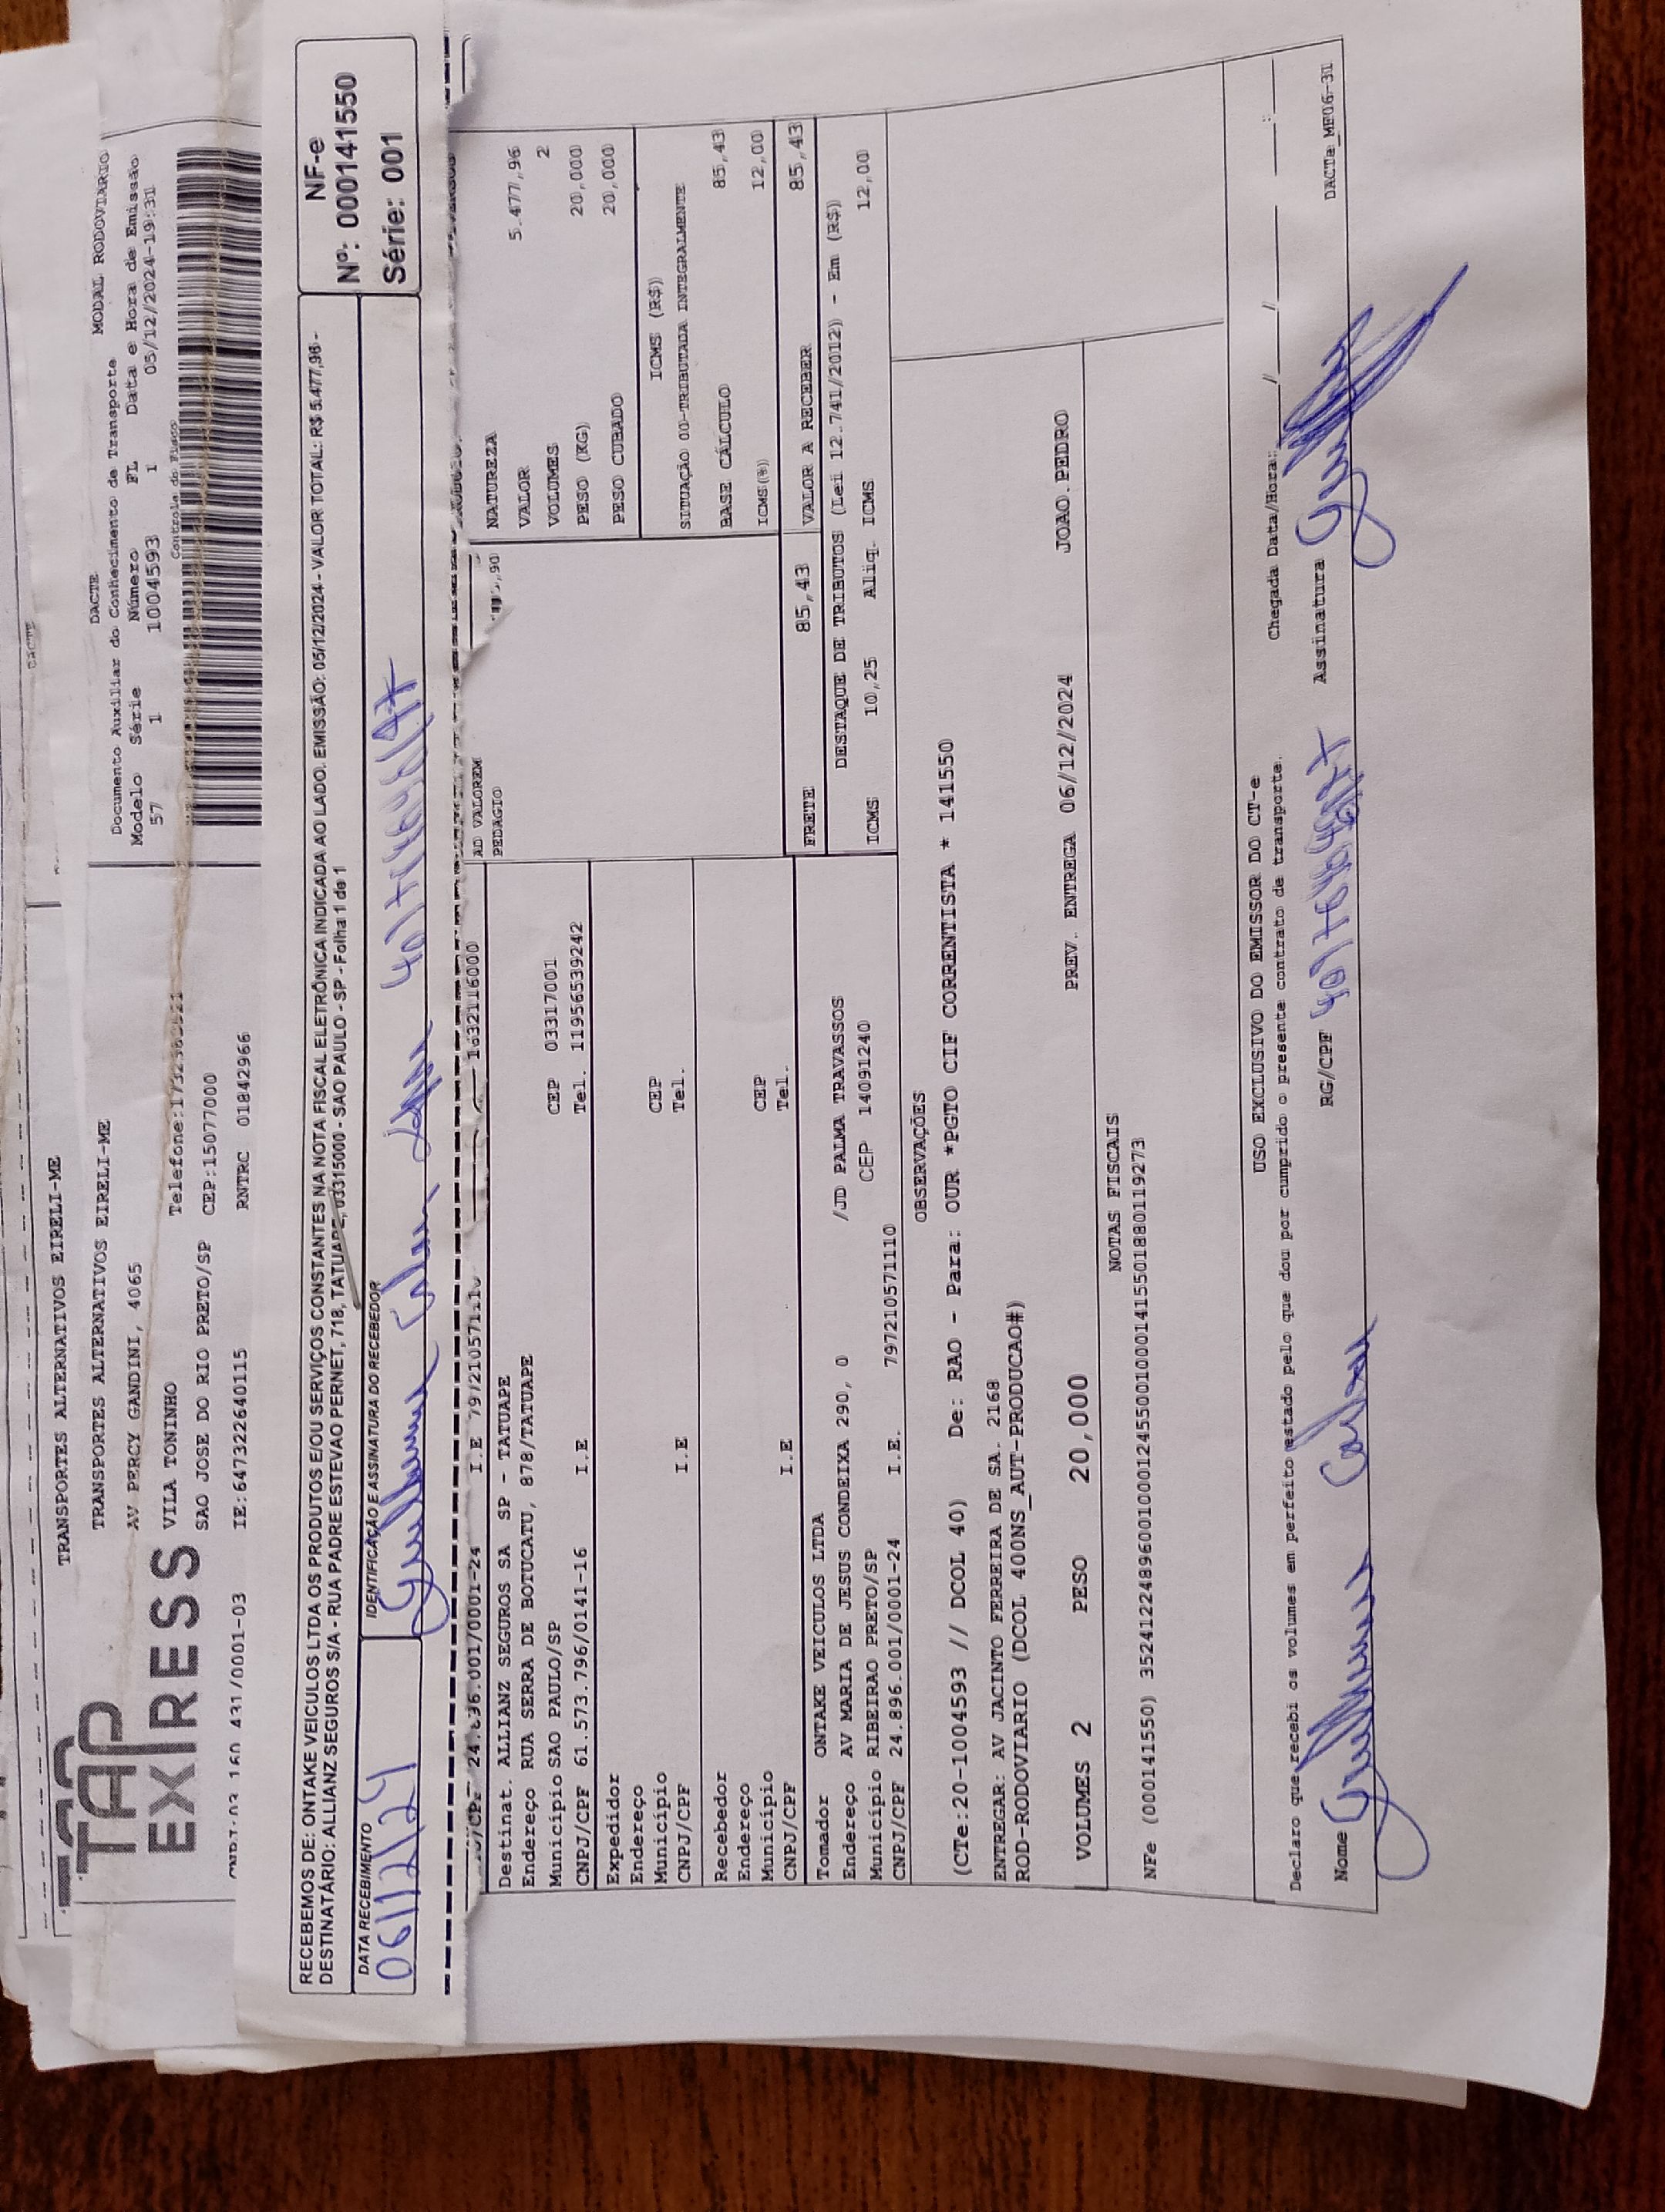 DACTE
TRANSPORTES ALTERNATIVOS EIRELI-ME
TAP
EXPRESS
TRANSPORTES ALTERNATIVOS EIRELI-ME
AV PERCY GANDINI, 4065
VILA TONINHO
SAO JOSE DO RIO PRETO/SP CEP:15077000
IE:647322640115 RNTRC 01842966
DACTE MODAL RODOVIARIO
Documento Auxiliar do Conhecimento de Transporte
Modelo Série Número FL Data e Hora de Emissão
57 1 1004593 1 05/12/2024-19:31
Controle do Fisco
RECEBEMOS DE: ONTAKE VEICULOS LTDA OS PRODUTOS E/OU SERVIÇOS CONSTANTES NA NOTA FISCAL ELETRÔNICA INDICADA AO LADO. EMISSÃO: 05/12/2024 - VALOR TOTAL: R$ 5.477,96 -
DESTINATÁRIO: ALLIANZ SEGUROS S/A - RUA PADRE ESTEVAO PERNET, 718, TATUAPE, 03315000 - SAO PAULO - SP - Folha 1 de 1
NF-e
Nº: 000141550
Série: 001
DATA RECEBIMENTO
06/12/24
IDENTIFICAÇÃO E ASSINATURA DO RECEBEDOR
I.E
Destinat. ALLIANZ SEGUROS SA SP - TATUAPE
Endereço RUA SERRA DE BOTUCATU, 878/TATUAPE
Município SAO PAULO/SP CEP 03317001
CNPJ/CPF 61.573.796/0141-16 I.E Tel. 11956539242
Expedidor
Endereço
Município CEP
CNPJ/CPF I.E Tel.
Recebedor
Endereço
Município CEP
CNPJ/CPF I.E Tel.
Tomador ONTAKE VEICULOS LTDA
Endereço AV MARIA DE JESUS CONDEIXA 290, 0 /JD PALMA TRAVASSOS
Município RIBEIRAO PRETO/SP CEP 14091240
CNPJ/CPF 24.896.001/0001-24 I.E. 797210571110
AD VALOREM
PEDAGIO
NATUREZA
VALOR 5.477,96
VOLUMES 2
PESO (KG) 20,000
PESO CUBADO 20,000
ICMS (R$)
SITUAÇÃO 00-TRIBUTADA INTEGRALMENTE
BASE CÁLCULO 85,43
ICMS(%) 12,00
FRETE 85,43 VALOR A RECEBER 85,43
DESTAQUE DE TRIBUTOS (Lei 12.741/2012) - Em (R$)
ICMS 10,25 Aliq. ICMS 12,00
OBSERVAÇÕES
(CTe:20-1004593 // DCOL 40) De: RAO - Para: OUR *PGTO CIF CORRENTISTA * 141550
ENTREGAR: AV JACINTO FERREIRA DE SA. 2168
ROD-RODOVIARIO (DCOL 400NS_AUT-PRODUCAO#)
VOLUMES 2 PESO 20,000 PREV. ENTREGA 06/12/2024 JOAO.PEDRO
NOTAS FISCAIS
NFe (000141550) 35241224896001000124550010001415501880119273
USO EXCLUSIVO DO EMISSOR DO CT-e
Declaro que recebi os volumes em perfeito estado pelo que dou por cumprido o presente contrato de transporte. Chegada Data/Hora: / / :
Nome RG/CPF Assinatura
DACTe_MF06-31